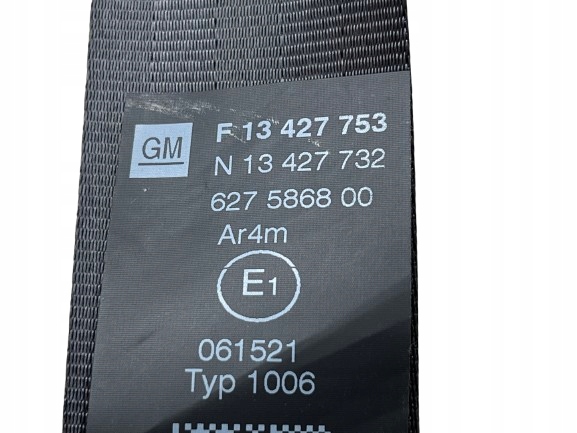 GM
F 13 427 753
N 13 427 732
627 5868 00
Ar4m
E1
061521
Typ 1006